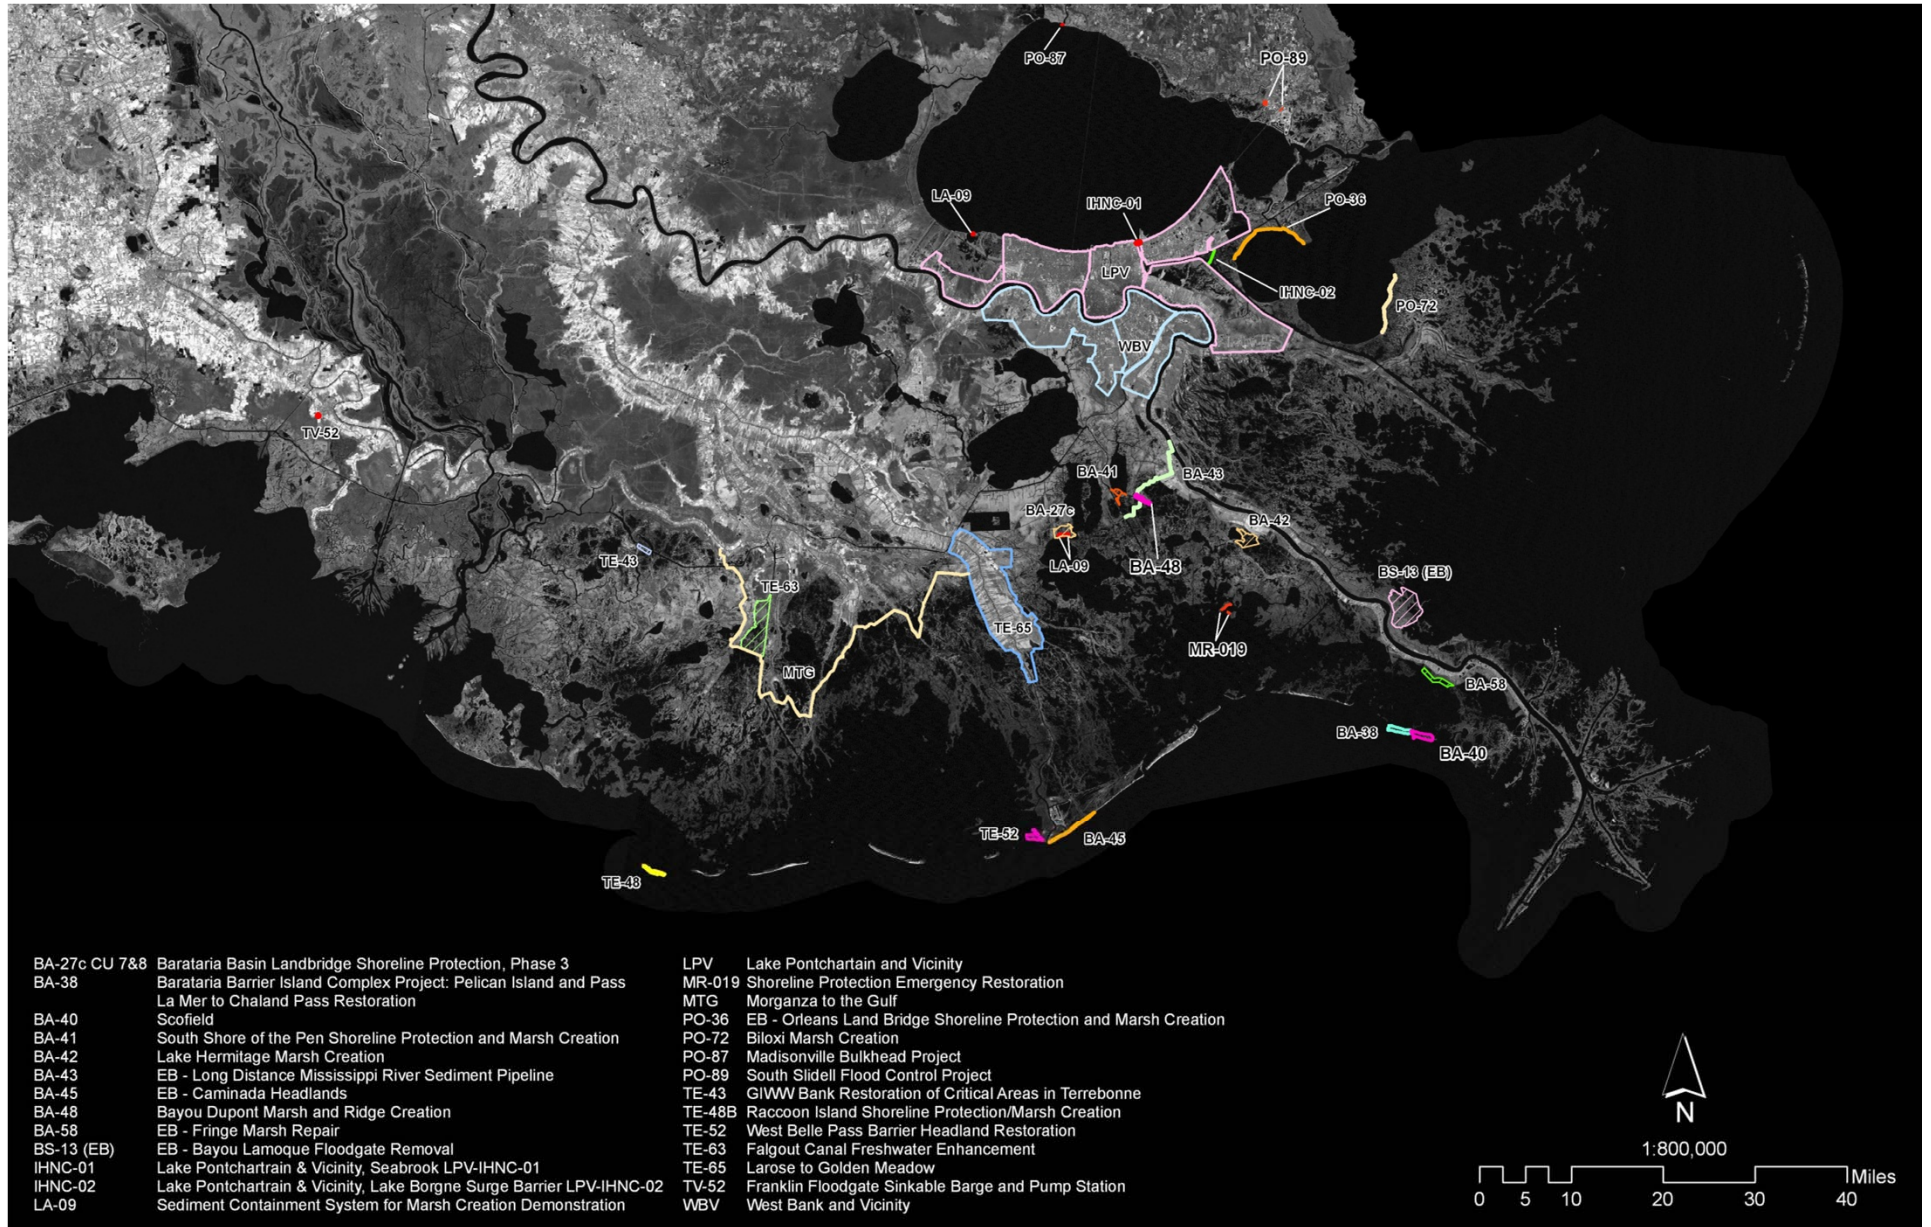 PO-87
PO-89
LA-09
IHNC-01
PO-36
LPV
IHNC-02
PO-72
WBV
TV-52
BA-41
BA-43
BA-27c
BA-42
TE-43
LA-09
BA-48
BS-13 (EB)
TE-63
TE-65
MR-019
MTG
BA-58
BA-38
BA-40
TE-52
BA-45
TE-48
BA-27c CU 7&8 Barataria Basin Landbridge Shoreline Protection, Phase 3
BA-38 Barataria Barrier Island Complex Project: Pelican Island and Pass
La Mer to Chaland Pass Restoration
BA-40 Scofield
BA-41 South Shore of the Pen Shoreline Protection and Marsh Creation
BA-42 Lake Hermitage Marsh Creation
BA-43 EB - Long Distance Mississippi River Sediment Pipeline
BA-45 EB - Caminada Headlands
BA-48 Bayou Dupont Marsh and Ridge Creation
BA-58 EB - Fringe Marsh Repair
BS-13 (EB) EB - Bayou Lamoque Floodgate Removal
IHNC-01 Lake Pontchartrain & Vicinity, Seabrook LPV-IHNC-01
IHNC-02 Lake Pontchartrain & Vicinity, Lake Borgne Surge Barrier LPV-IHNC-02
LA-09 Sediment Containment System for Marsh Creation Demonstration
LPV Lake Pontchartain and Vicinity
MR-019 Shoreline Protection Emergency Restoration
MTG Morganza to the Gulf
PO-36 EB - Orleans Land Bridge Shoreline Protection and Marsh Creation
PO-72 Biloxi Marsh Creation
PO-87 Madisonville Bulkhead Project
PO-89 South Slidell Flood Control Project
TE-43 GIWW Bank Restoration of Critical Areas in Terrebonne
TE-48B Raccoon Island Shoreline Protection/Marsh Creation
TE-52 West Belle Pass Barrier Headland Restoration
TE-63 Falgout Canal Freshwater Enhancement
TE-65 Larose to Golden Meadow
TV-52 Franklin Floodgate Sinkable Barge and Pump Station
WBV West Bank and Vicinity
N
1:800,000
Miles
0 5 10 20 30 40